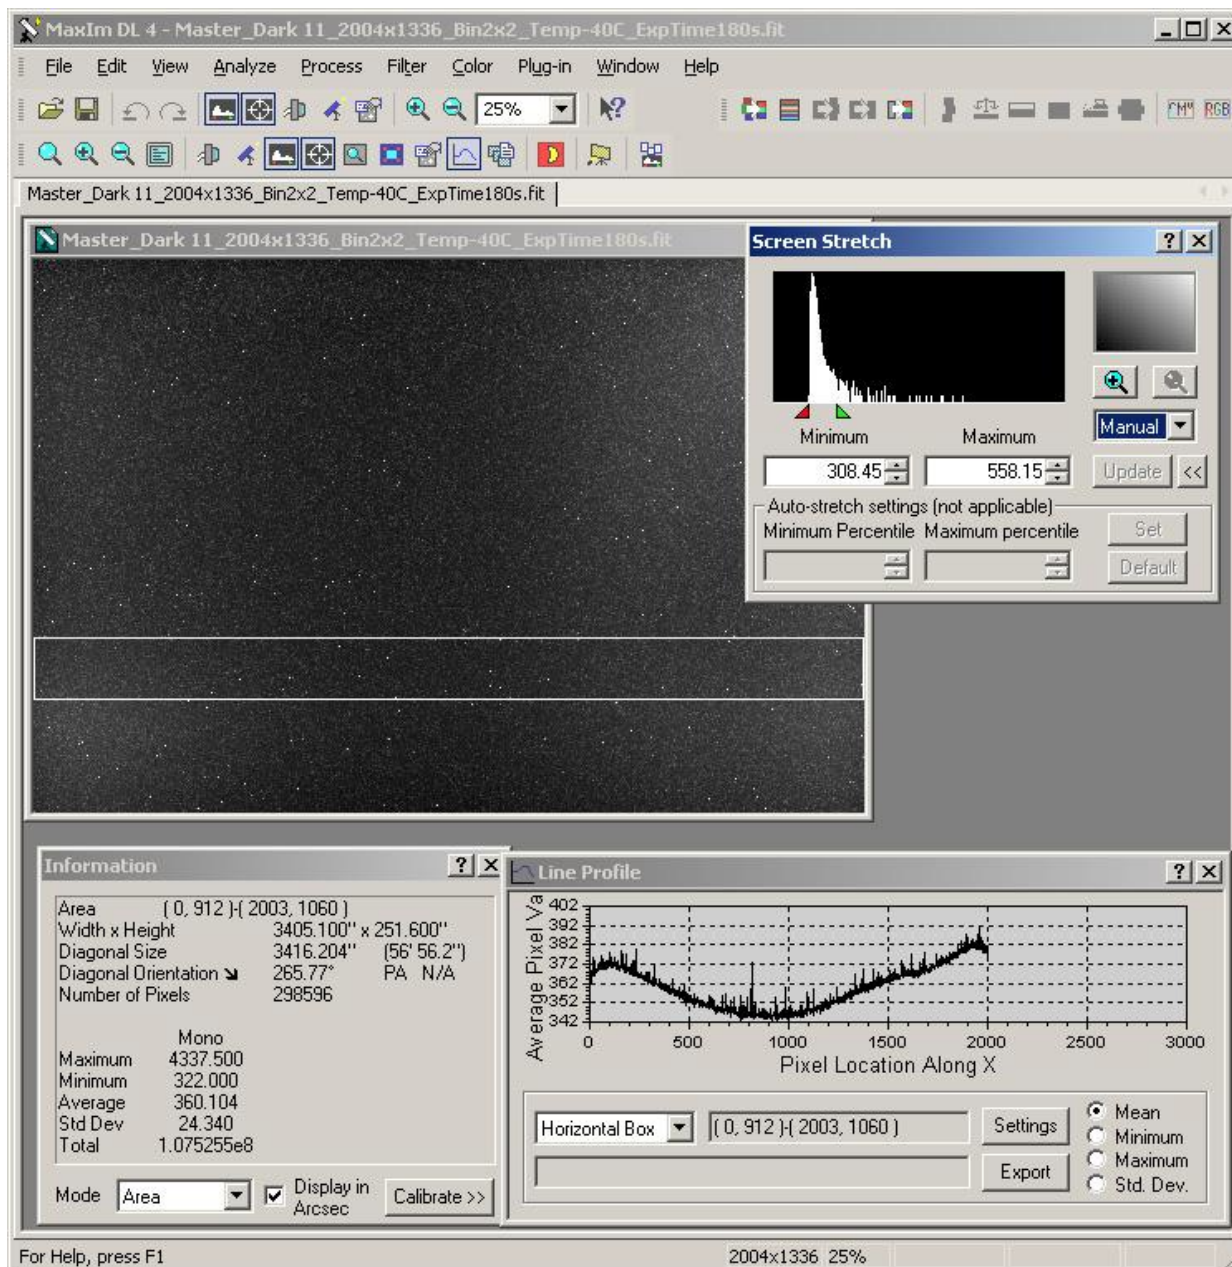 MaxIm DL 4 - Master_Dark 11_2004x1336_Bin2x2_Temp-40C_ExpTime180s.fit
File Edit View Analyze Process Filter Color Plug-in Window Help
25%
CMY RGB
Master_Dark 11_2004x1336_Bin2x2_Temp-40C_ExpTime180s.fit
Master_Dark 11_2004x1336_Bin2x2_Temp-40C_ExpTime180s.fit
Screen Stretch
Minimum Maximum
Manual
308.45 558.15 Update <<
Auto-stretch settings (not applicable)
Minimum Percentile Maximum percentile Set
Default
Information
Area ( 0, 912 )-( 2003, 1060 )
Width x Height 3405.100" x 251.600"
Diagonal Size 3416.204" (56' 56.2")
Diagonal Orientation 265.77° PA N/A
Number of Pixels 298596
Mono
Maximum 4337.500
Minimum 322.000
Average 360.104
Std Dev 24.340
Total 1.075255e8
Mode Area Display in Arcsec Calibrate >>
Line Profile
Average Pixel Va
402
392
382
372
362
352
342
0 500 1000 1500 2000 2500 3000
Pixel Location Along X
Horizontal Box ( 0, 912 )-( 2003, 1060 ) Settings
Export
Mean
Minimum
Maximum
Std. Dev.
For Help, press F1 2004x1336 25%